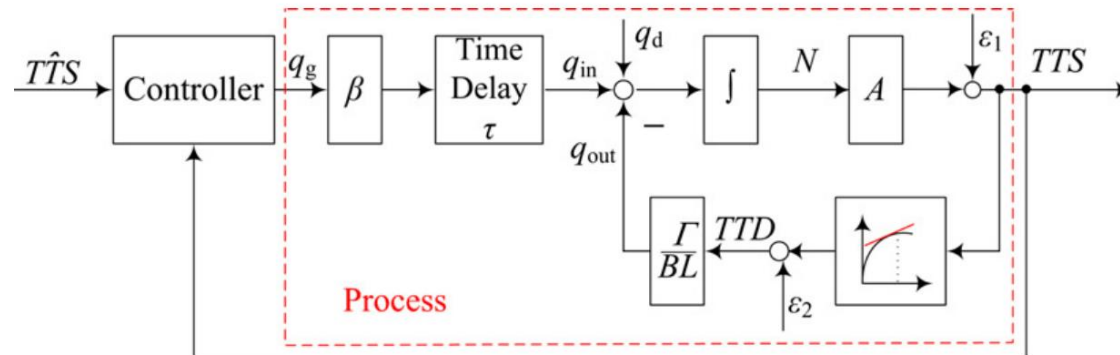 TT̂S
Controller
q_g
β
Time
Delay
τ
q_in
q_d
−
q_out
∫
N
A
ε_1
TTS
Γ
BL
TTD
ε_2
Process